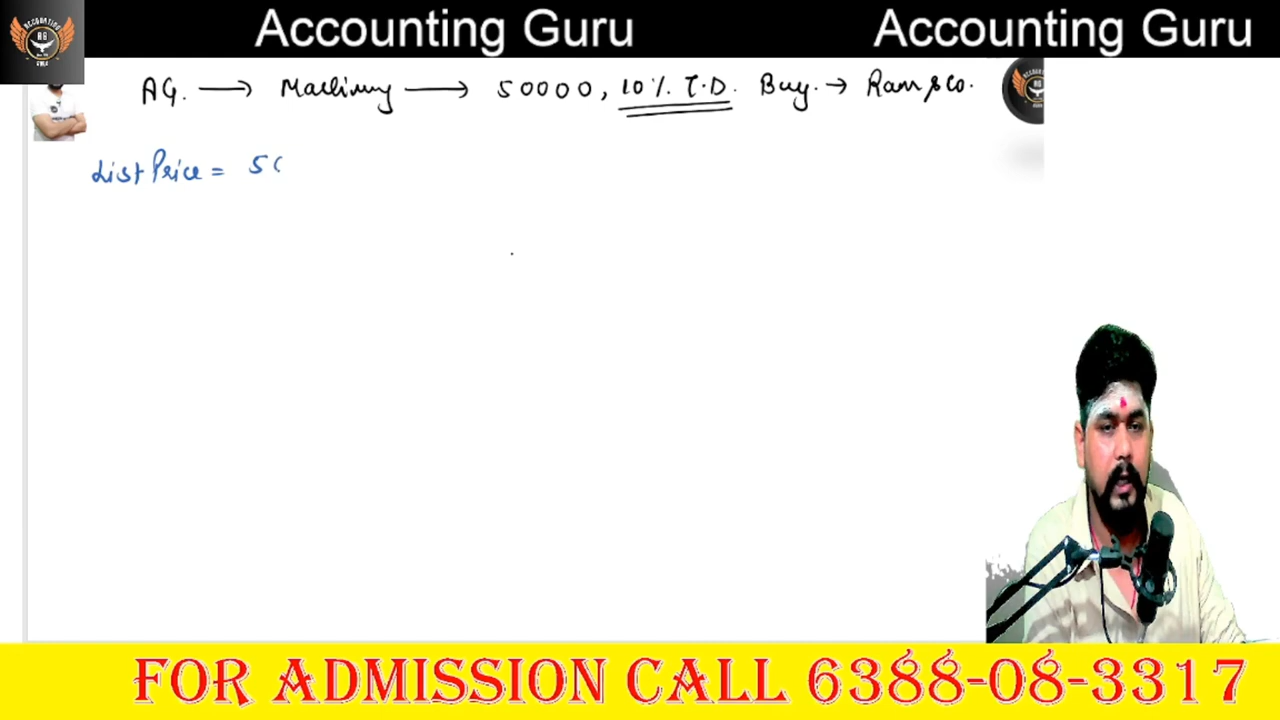 Accounting Guru Accounting Guru
AG. → Machinery → 50000, 10% T.D. Buy. → Ram & Co.
List Price = 50
FOR ADMISSION CALL 6388-08-3317